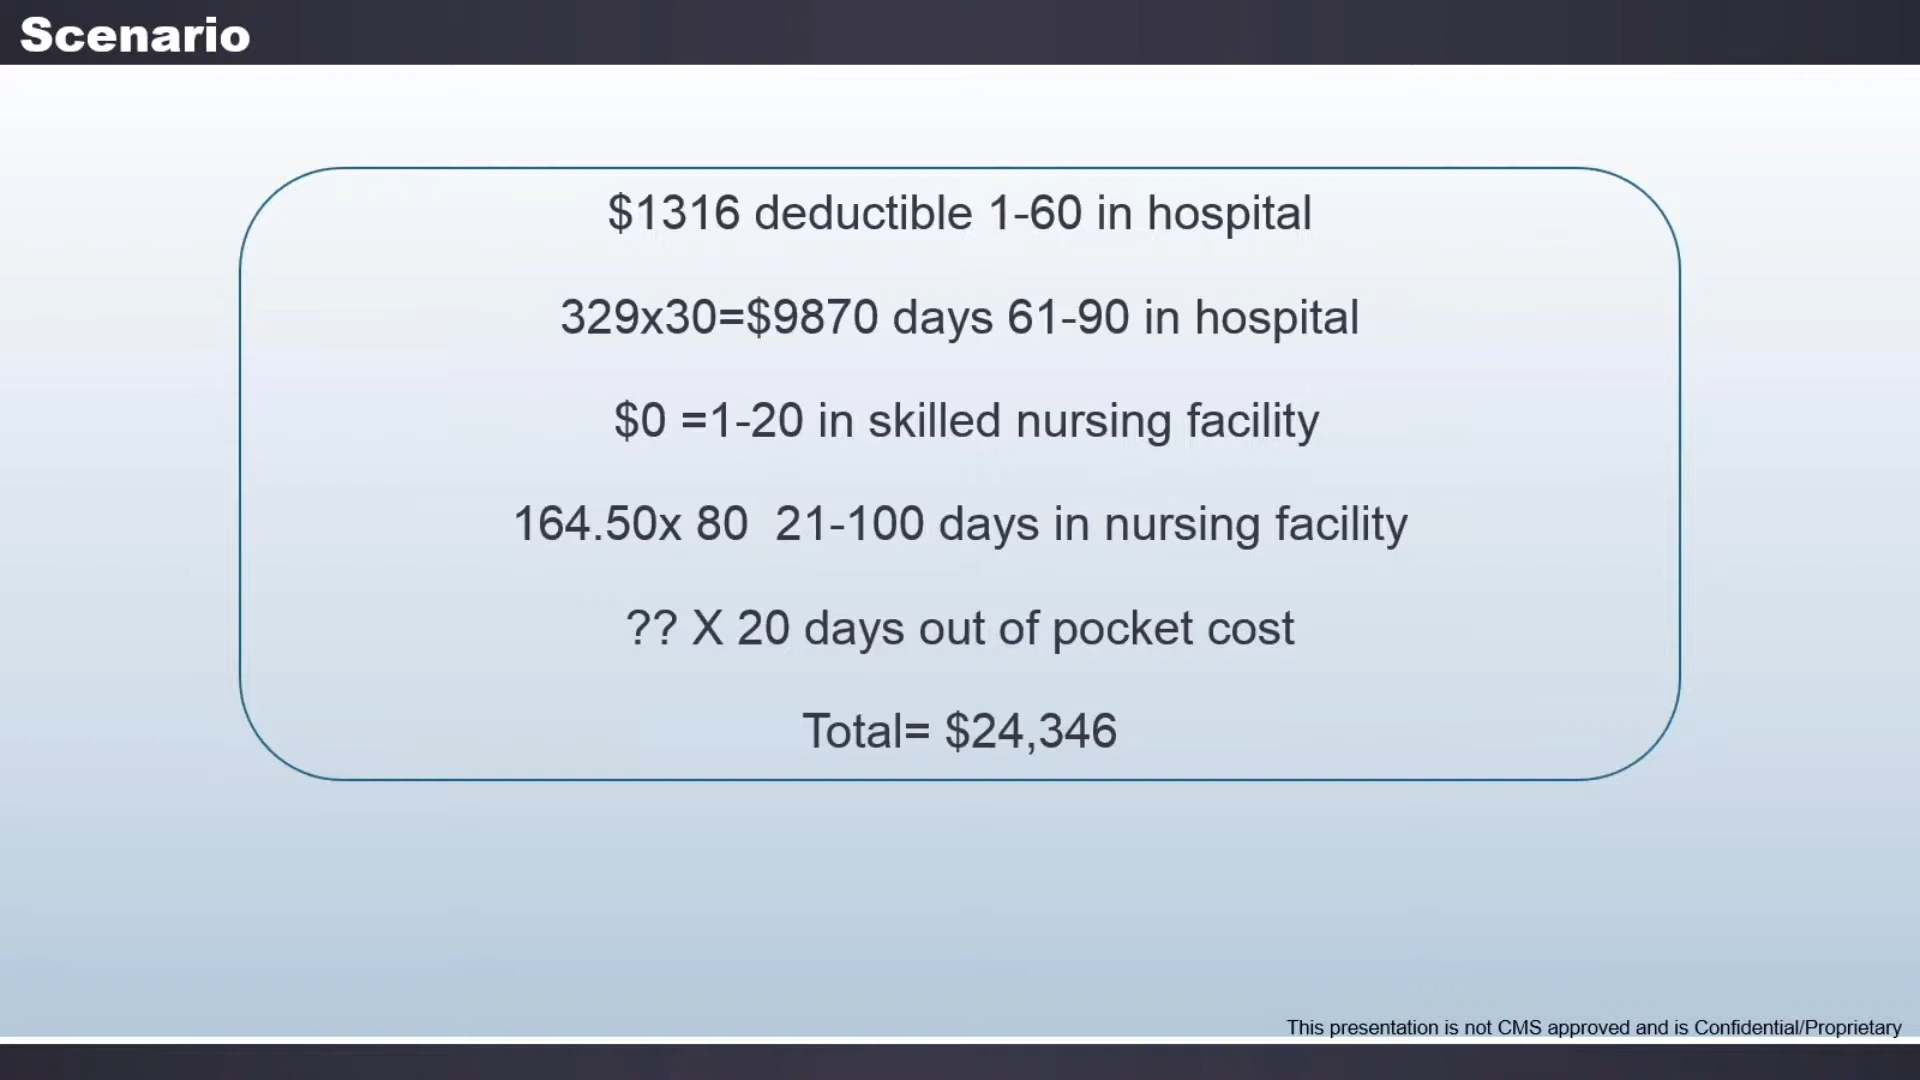 Scenario
$1316 deductible 1-60 in hospital
329x30=$9870 days 61-90 in hospital
$0 =1-20 in skilled nursing facility
164.50x 80  21-100 days in nursing facility
?? X 20 days out of pocket cost
Total= $24,346
This presentation is not CMS approved and is Confidential/Proprietary